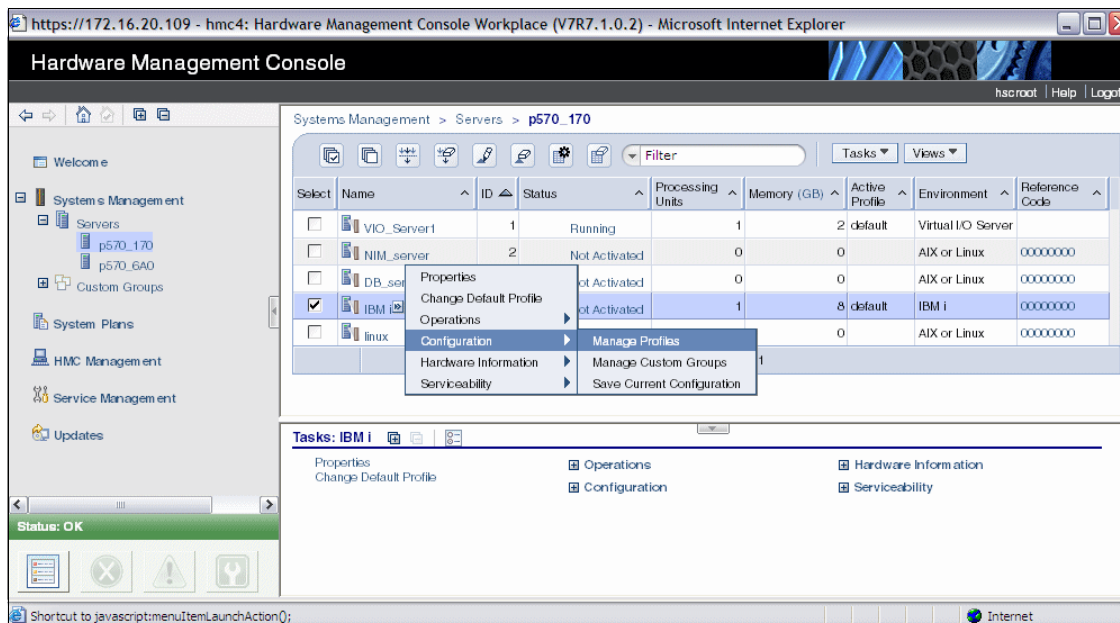 https://172.16.20.109 - hmc4: Hardware Management Console Workplace (V7R7.1.0.2) - Microsoft Internet Explorer
Hardware Management Console
hscroot | Help | Logof
Welcome
Systems Management
Servers
p570_170
p570_6A0
Custom Groups
System Plans
HMC Management
Service Management
Updates
Status: OK
Systems Management > Servers > p570_170
Filter Tasks Views
Select Name ID Status Processing Units Memory (GB) Active Profile Environment Reference Code
VIO_Server1 1 Running 1 2 default Virtual I/O Server
NIM_server 2 Not Activated 0 0 AIX or Linux 00000000
DB_ser ot Activated 0 0 AIX or Linux 00000000
IBM i ot Activated 1 8 default IBM i 00000000
linux 0 AIX or Linux 00000000
1
Properties
Change Default Profile
Operations
Configuration
Hardware Information
Serviceability
Manage Profiles
Manage Custom Groups
Save Current Configuration
Tasks: IBM i
Properties
Change Default Profile
Operations
Configuration
Hardware Information
Serviceability
Shortcut to javascript:menuItemLaunchAction(); Internet